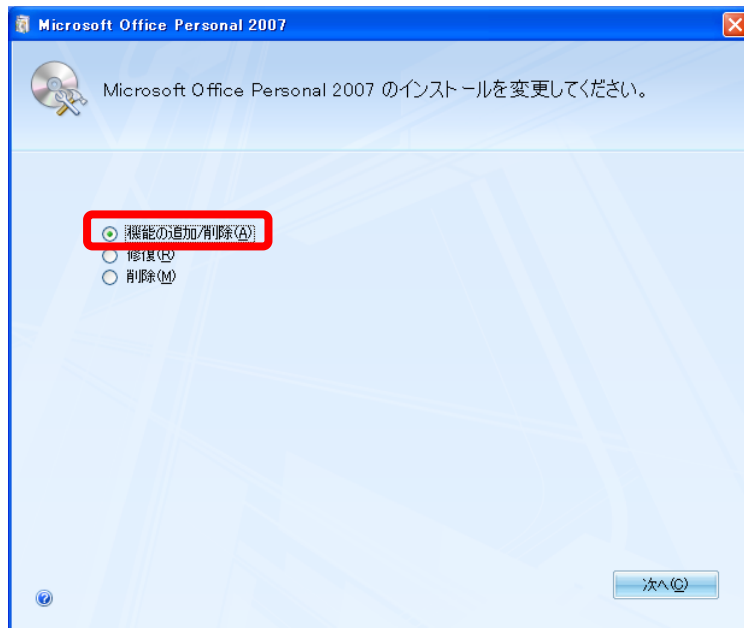 Microsoft Office Personal 2007
Microsoft Office Personal 2007 のインストールを変更してください。
機能の追加/削除(A)
修復(R)
削除(M)
次へ(C)